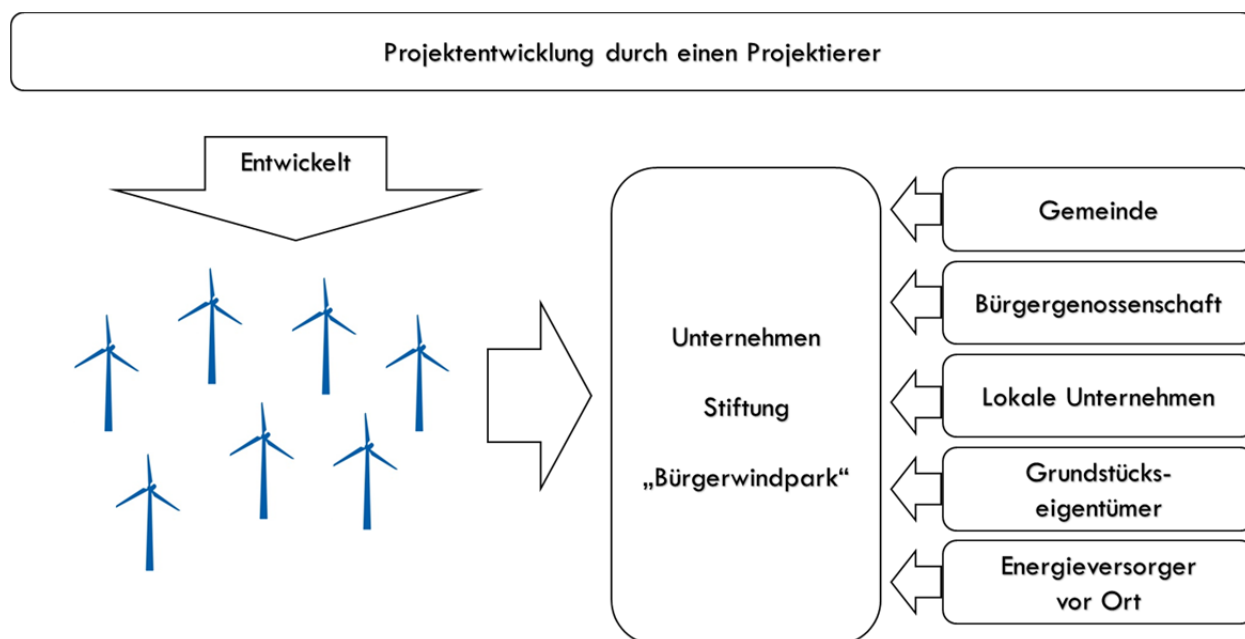 Projektentwicklung durch einen Projektierer
Entwickelt
Unternehmen
Stiftung
„Bürgerwindpark“
Gemeinde
Bürgergenossenschaft
Lokale Unternehmen
Grundstücks-
eigentümer
Energieversorger
vor Ort